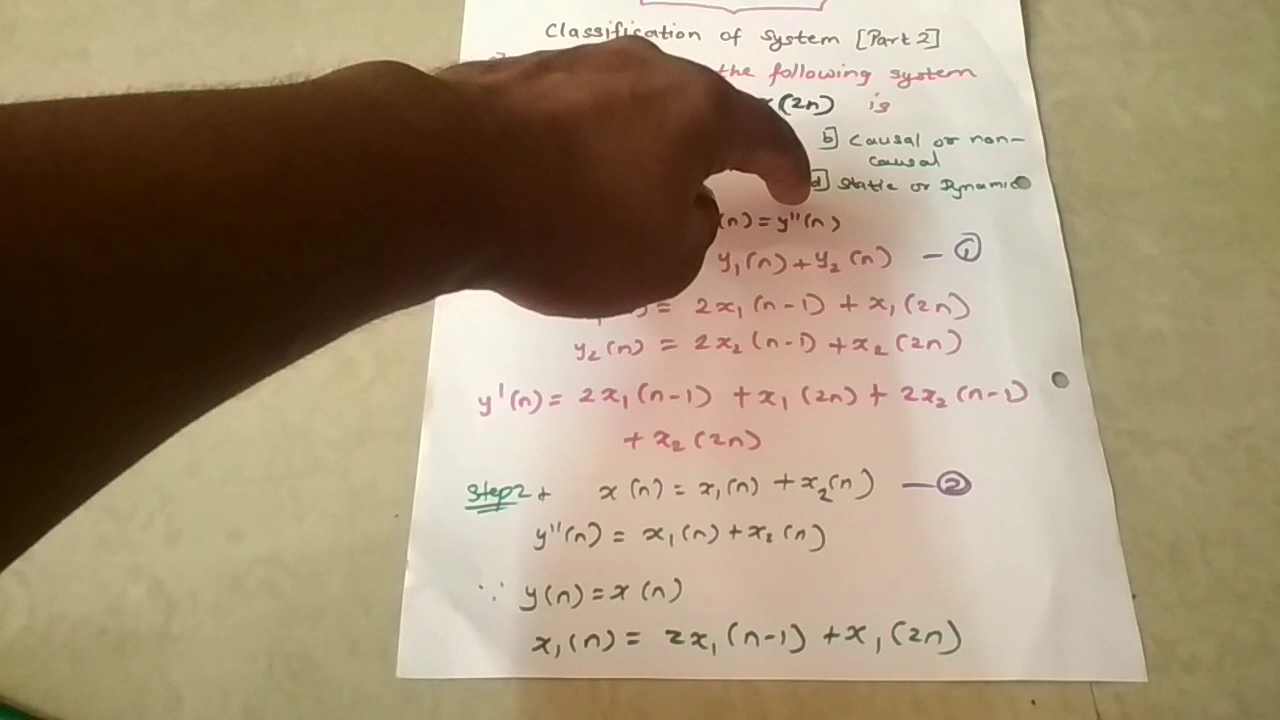 Classification of system [Part 2]
the following system
x(2n) is
b] Causal or non-
causal
d] Static or Dynamic
(n) = y''(n)
y₁(n) + y₂(n) — ①
= 2x₁(n-1) + x₁(2n)
y₂(n) = 2x₂(n-1) + x₂(2n)
y'(n) = 2x₁(n-1) + x₁(2n) + 2x₂(n-1)
+ x₂(2n)
Step2+ x(n) = x₁(n) + x₂(n) — ②
y''(n) = x₁(n) + x₂(n)
∵ y(n) = x(n)
x₁(n) = 2x₁(n-1) + x₁(2n)